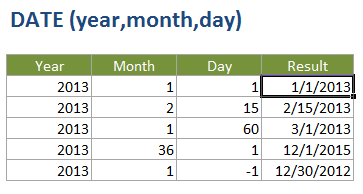 DATE (year,month,day)
Year Month Day Result
2013 1 1 1/1/2013
2013 2 15 2/15/2013
2013 1 60 3/1/2013
2013 36 1 12/1/2015
2013 1 -1 12/30/2012